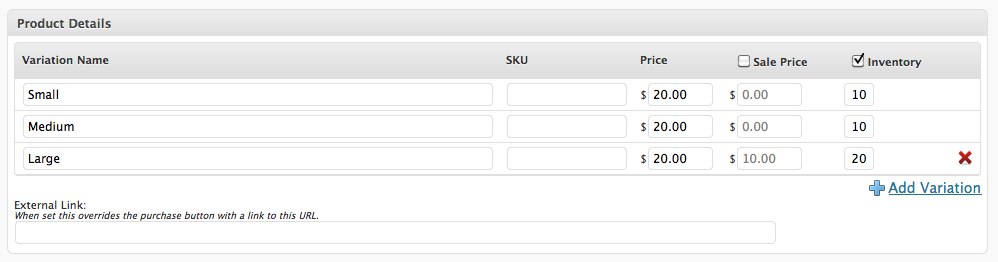 Product Details
Variation Name SKU Price Sale Price Inventory
Small $ 20.00 $ 0.00 10
Medium $ 20.00 $ 0.00 10
Large $ 20.00 $ 10.00 20
Add Variation
External Link:
When set this overrides the purchase button with a link to this URL.